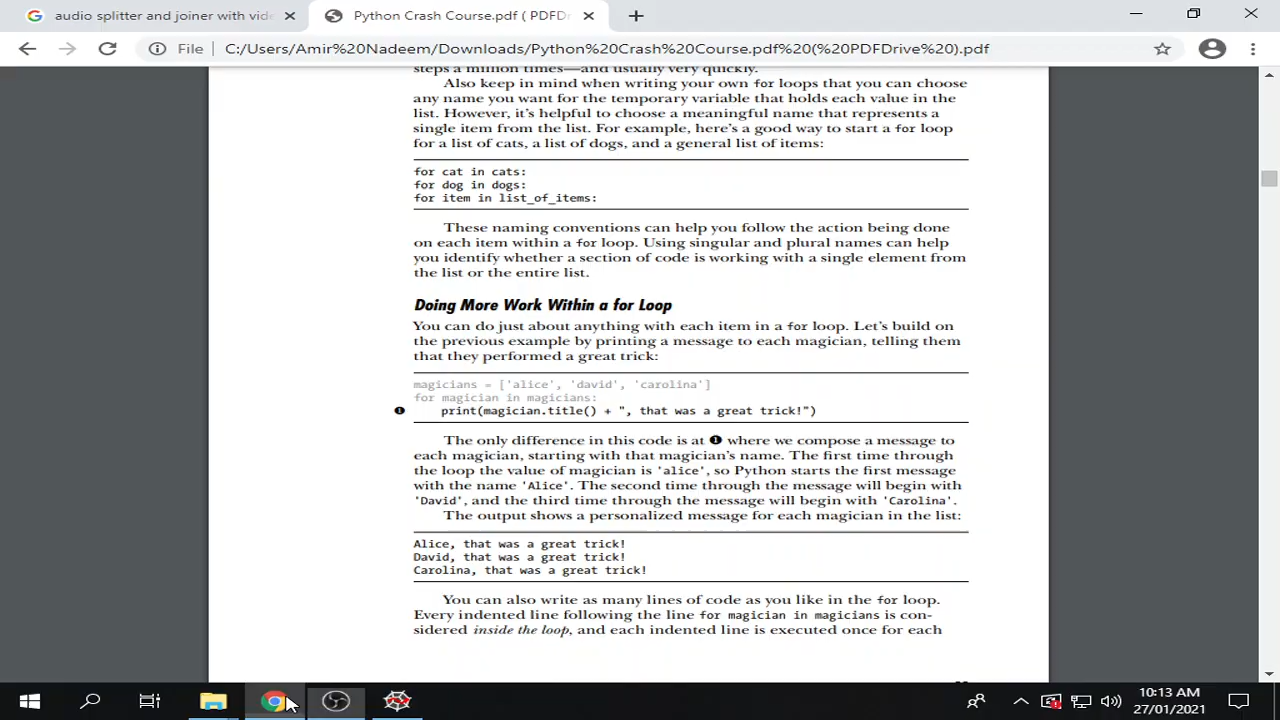 audio splitter and joiner with vide
Python Crash Course.pdf ( PDFDr
File
C:/Users/Amir%20Nadeem/Downloads/Python%20Crash%20Course.pdf%20(%20PDFDrive%20).pdf
steps a million times—and usually very quickly.
Also keep in mind when writing your own for loops that you can choose
any name you want for the temporary variable that holds each value in the
list. However, it's helpful to choose a meaningful name that represents a
single item from the list. For example, here's a good way to start a for loop
for a list of cats, a list of dogs, and a general list of items:
for cat in cats:
for dog in dogs:
for item in list_of_items:
These naming conventions can help you follow the action being done
on each item within a for loop. Using singular and plural names can help
you identify whether a section of code is working with a single element from
the list or the entire list.
Doing More Work Within a for Loop
You can do just about anything with each item in a for loop. Let's build on
the previous example by printing a message to each magician, telling them
that they performed a great trick:
magicians = ['alice', 'david', 'carolina']
for magician in magicians:
❶ print(magician.title() + ", that was a great trick!")
The only difference in this code is at ❶ where we compose a message to
each magician, starting with that magician's name. The first time through
the loop the value of magician is 'alice', so Python starts the first message
with the name 'Alice'. The second time through the message will begin with
'David', and the third time through the message will begin with 'Carolina'.
The output shows a personalized message for each magician in the list:
Alice, that was a great trick!
David, that was a great trick!
Carolina, that was a great trick!
You can also write as many lines of code as you like in the for loop.
Every indented line following the line for magician in magicians is con-
sidered inside the loop, and each indented line is executed once for each
10:13 AM
27/01/2021